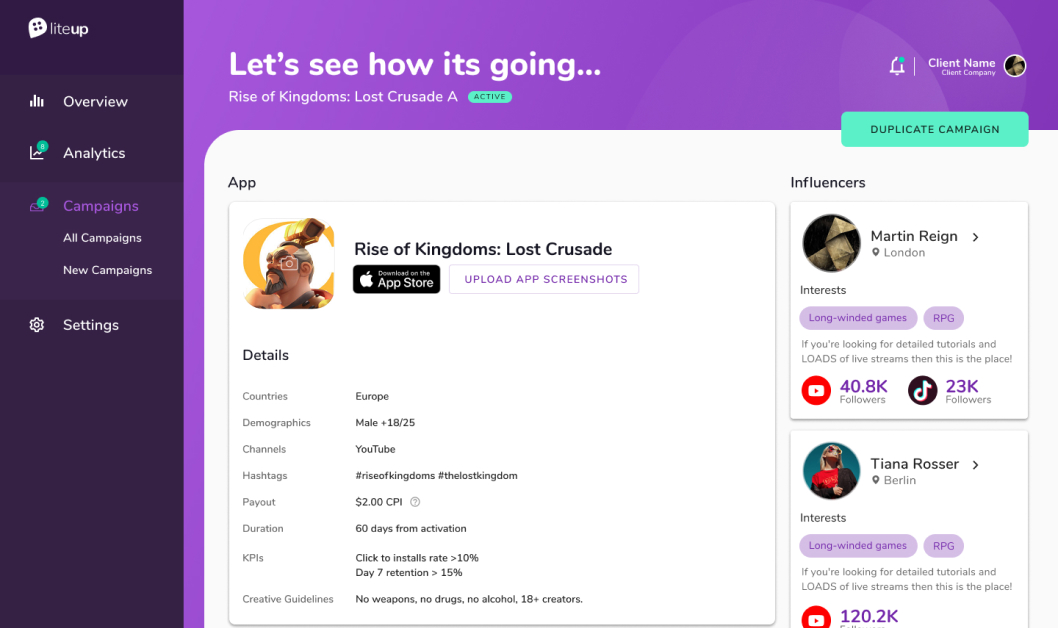 liteup
Overview
8
Analytics
2
Campaigns
All Campaigns
New Campaigns
Settings
Let's see how its going...
Rise of Kingdoms: Lost Crusade A ACTIVE
Client Name
Client Company
DUPLICATE CAMPAIGN
App
Rise of Kingdoms: Lost Crusade
Download on the
App Store
UPLOAD APP SCREENSHOTS
Details
Countries Europe
Demographics Male +18/25
Channels YouTube
Hashtags #riseofkingdoms #thelostkingdom
Payout $2.00 CPI ?
Duration 60 days from activation
KPIs Click to installs rate >10%
Day 7 retention > 15%
Creative Guidelines No weapons, no drugs, no alcohol, 18+ creators.
Influencers
Martin Reign
London
Interests
Long-winded games RPG
If you're looking for detailed tutorials and
LOADS of live streams then this is the place!
40.8K 23K
Followers Followers
Tiana Rosser
Berlin
Interests
Long-winded games RPG
If you're looking for detailed tutorials and
LOADS of live streams then this is the place!
120.2K